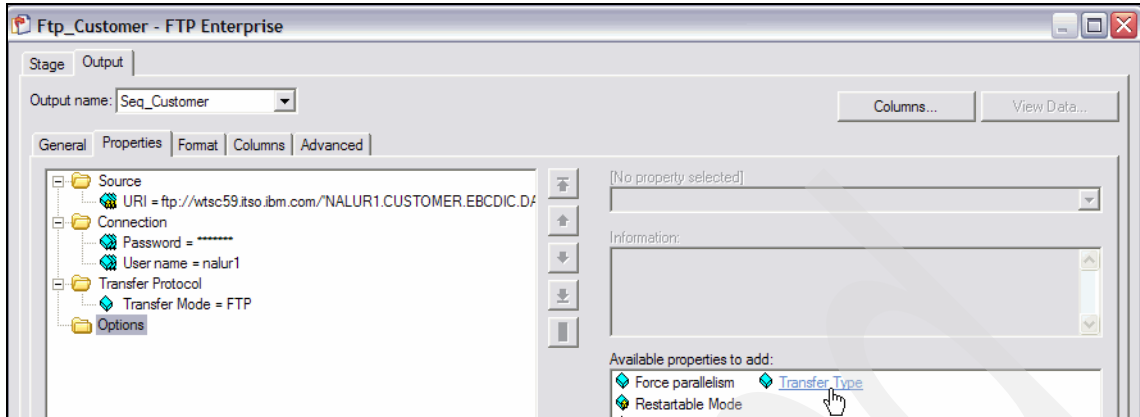 Ftp_Customer - FTP Enterprise
Stage Output
Output name: Seq_Customer Columns... View Data...
General Properties Format Columns Advanced
Source
URI = ftp://wtsc59.itso.ibm.com/'NALUR1.CUSTOMER.EBCDIC.DA
Connection
Password = *******
User name = nalur1
Transfer Protocol
Transfer Mode = FTP
Options
[No property selected]
Information:
Available properties to add:
Force parallelism Transfer Type
Restartable Mode